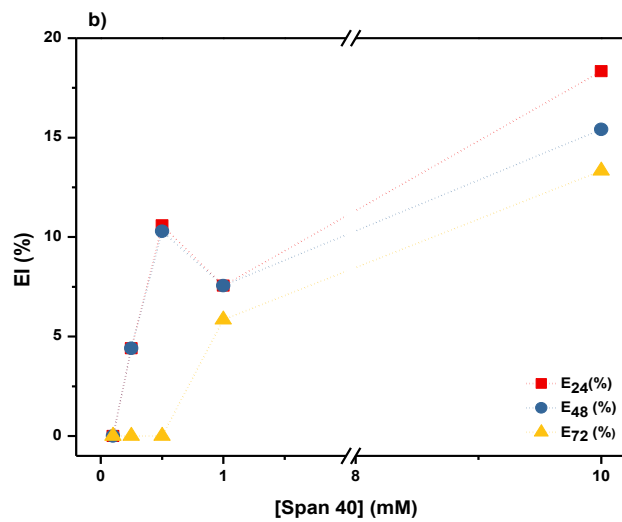 b)
20
15
10
5
0
EI (%)
0 1 8 10
[Span 40] (mM)
E24(%)
E48 (%)
E72 (%)